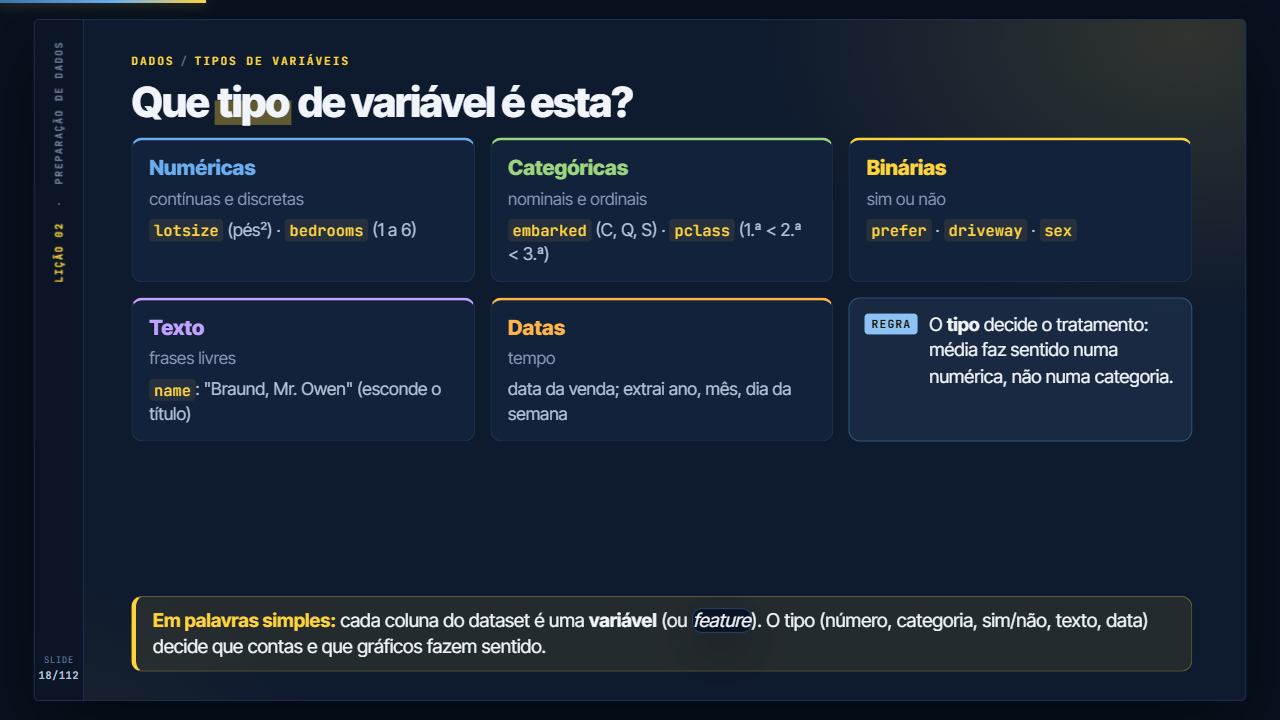 LIÇÃO 02 · PREPARAÇÃO DE DADOS
DADOS / TIPOS DE VARIÁVEIS
Que tipo de variável é esta?
Numéricas
contínuas e discretas
lotsize (pés²) · bedrooms (1 a 6)
Categóricas
nominais e ordinais
embarked (C, Q, S) · pclass (1.ª < 2.ª
< 3.ª)
Binárias
sim ou não
prefer · driveway · sex
Texto
frases livres
name: "Braund, Mr. Owen" (esconde o
título)
Datas
tempo
data da venda; extrai ano, mês, dia da
semana
REGRA
O tipo decide o tratamento:
média faz sentido numa
numérica, não numa categoria.
Em palavras simples: cada coluna do dataset é uma variável (ou feature). O tipo (número, categoria, sim/não, texto, data)
decide que contas e que gráficos fazem sentido.
SLIDE
18/112